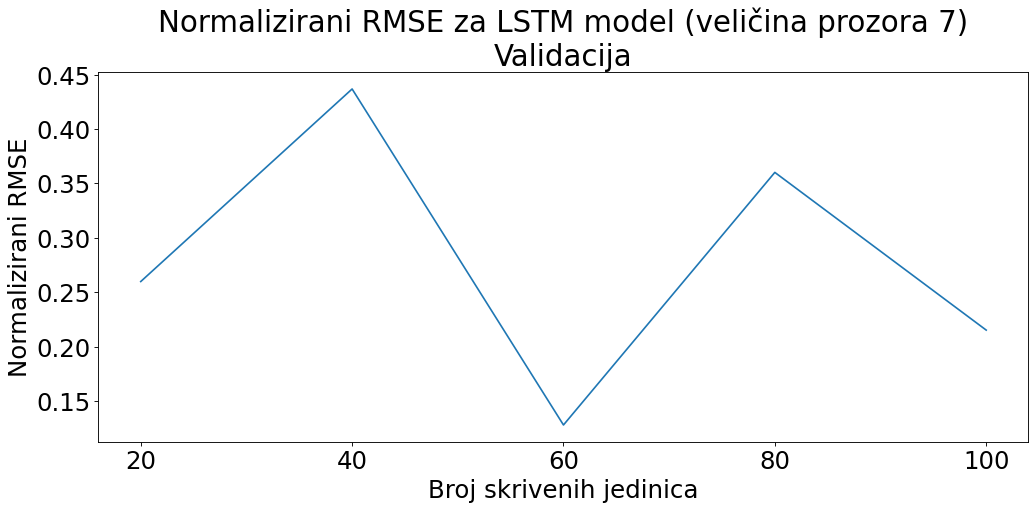 Normalizirani RMSE za LSTM model (veličina prozora 7)
Validacija
0.45
0.40
0.35
0.30
0.25
0.20
0.15
Normalizirani RMSE
20 40 60 80 100
Broj skrivenih jedinica